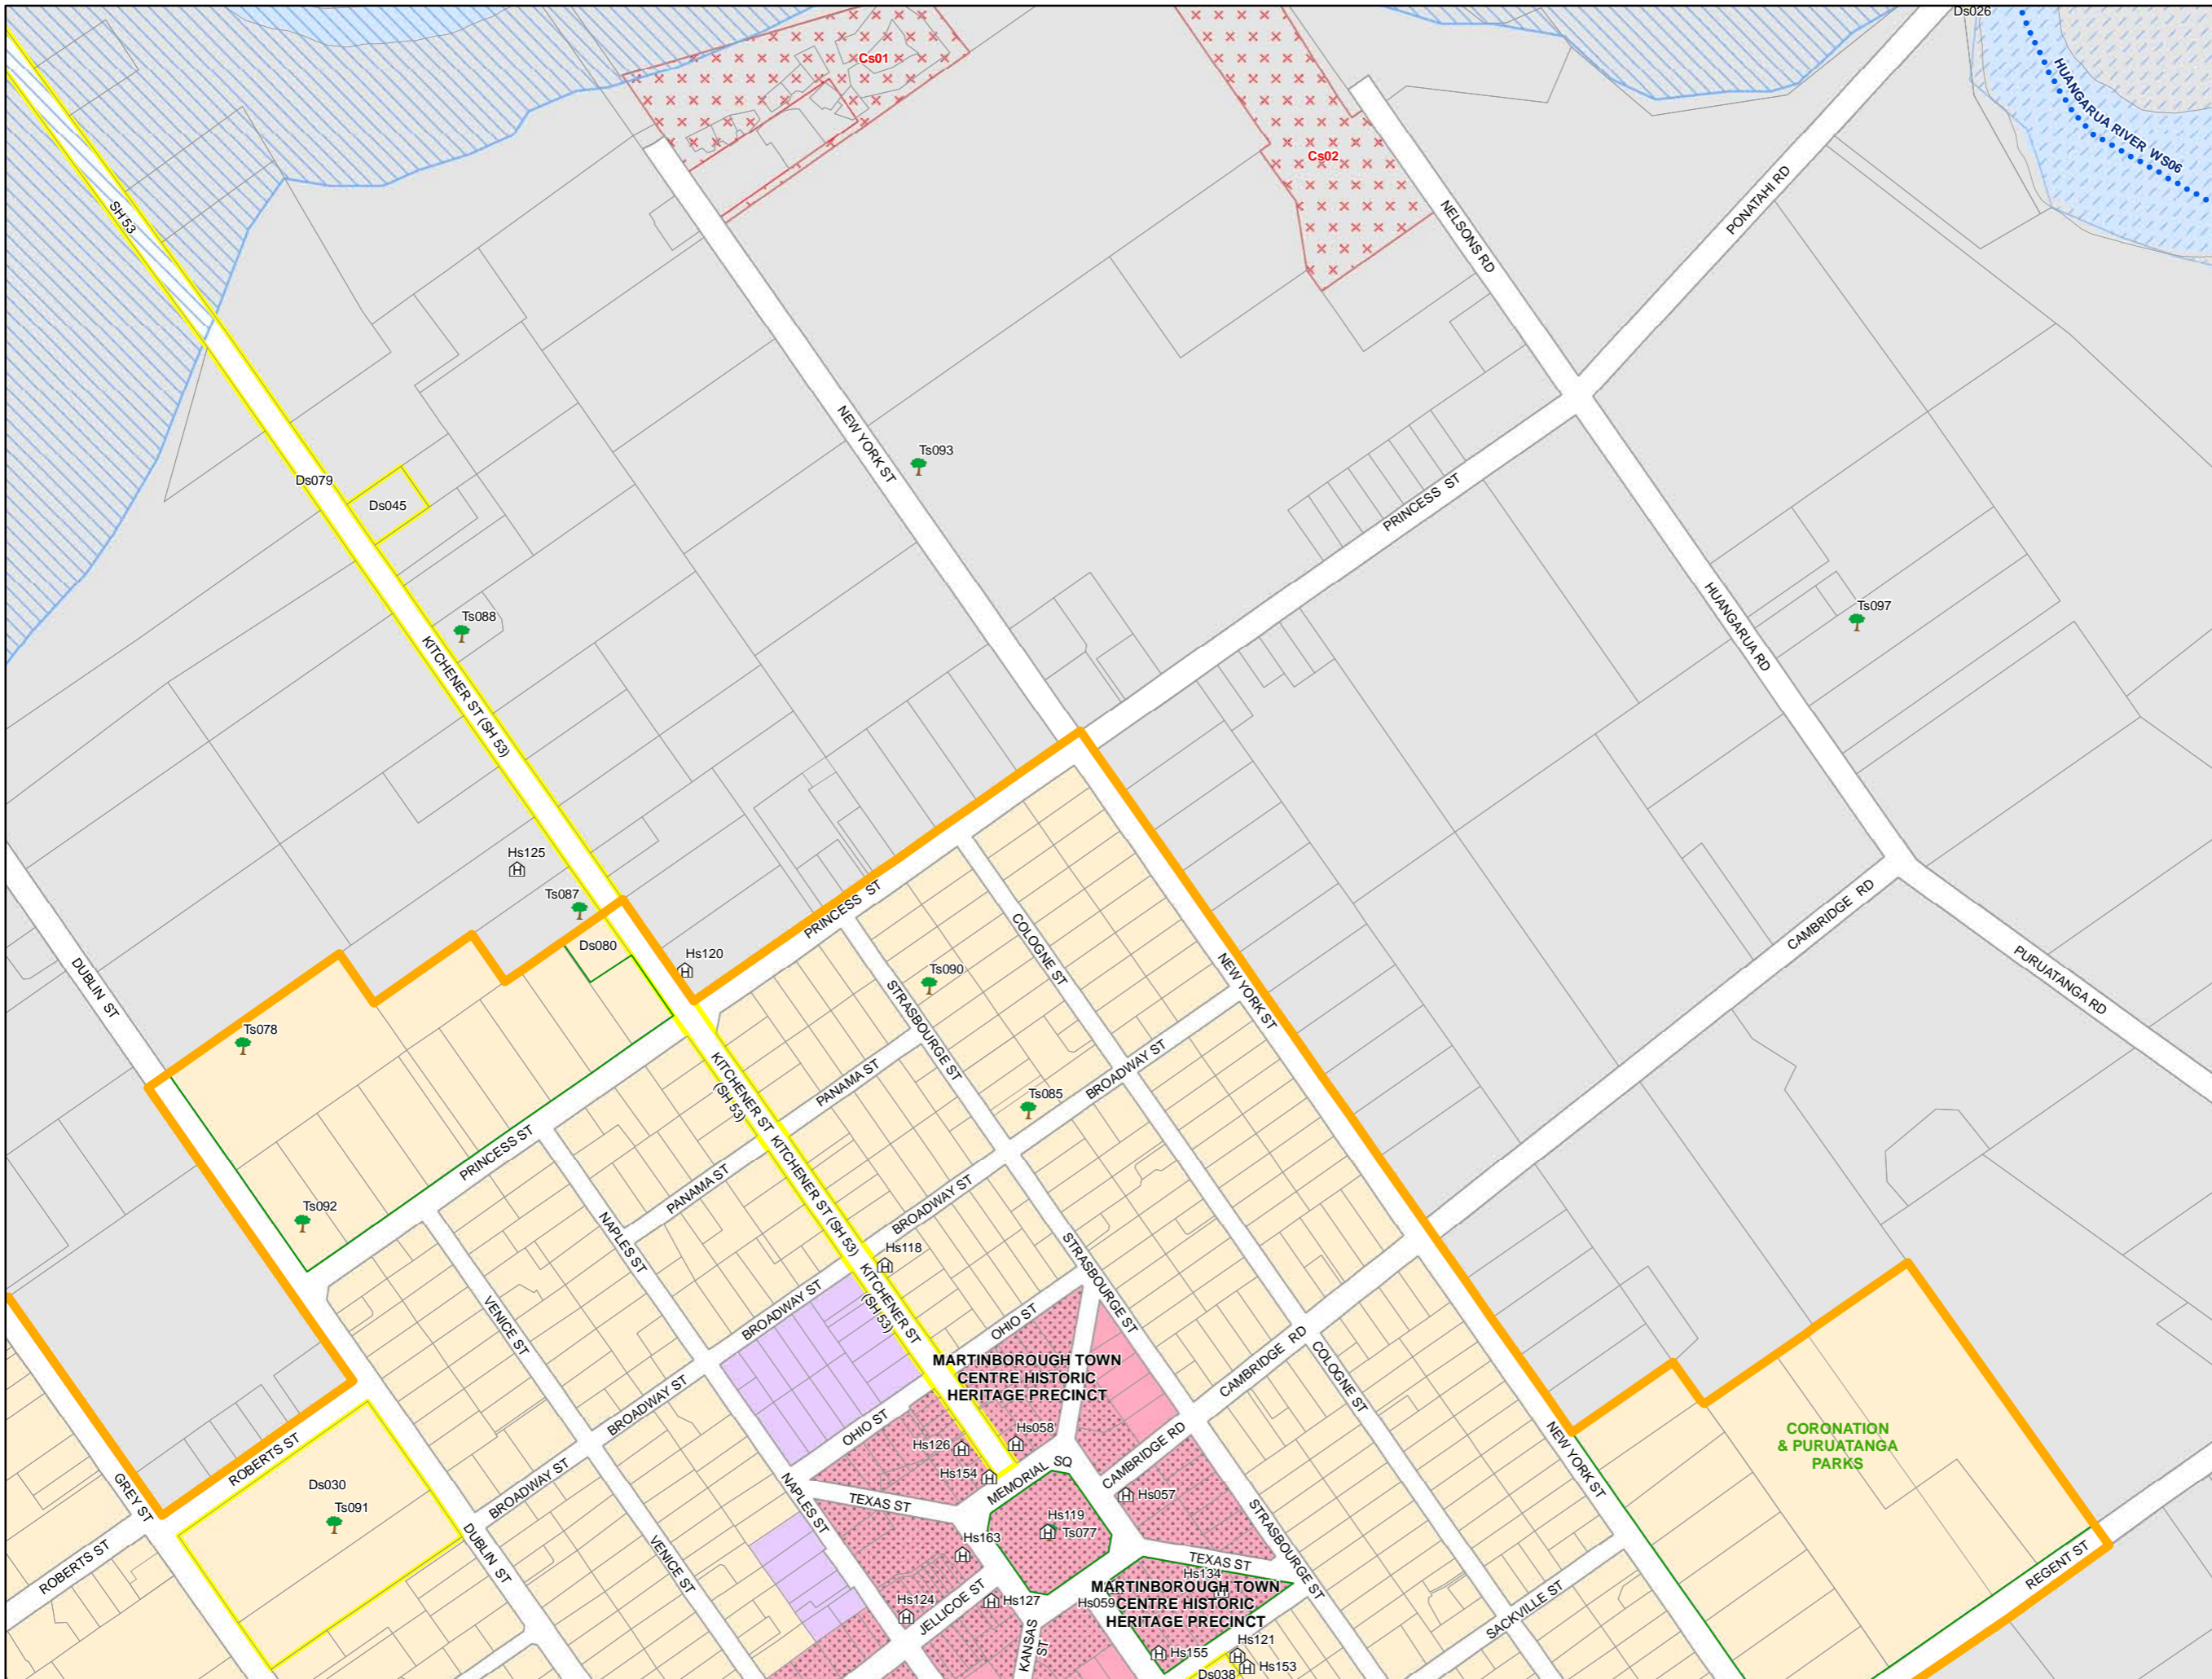 Ds026
Cs01
HUANGARUA RIVER WS06
Cs02
PONATAHI RD
SH 53
NELSONS RD
NEW YORK ST
Ts093
Ds079
Ds045
PRINCESS ST
Ts088
Ts097
HUANGARUA RD
KITCHENER ST (SH 53)
Hs125
Ts087
PRINCESS ST
CAMBRIDGE RD
Ds080
Hs120
COLOGNE ST
Ts090
NEW YORK ST
PURUATANGA RD
DUBLIN ST
STRASBOURGE ST
Ts078
PANAMA ST
BROADWAY ST
KITCHENER ST
(SH 53)
Ts085
PRINCESS ST
PANAMA ST
KITCHENER ST (SH 53)
BROADWAY ST
Ts092
NAPLES ST
Hs118
STRASBOURGE ST
VENICE ST
BROADWAY ST
KITCHENER ST
(SH 53)
OHIO ST
CAMBRIDGE RD
COLOGNE ST
MARTINBOROUGH TOWN
CENTRE HISTORIC
HERITAGE PRECINCT
BROADWAY ST
OHIO ST
Hs058
Hs126
CORONATION
& PURUATANGA
PARKS
ROBERTS ST
NEW YORK ST
CAMBRIDGE RD
Hs154
MEMORIAL SQ
GREY ST
Ds030
BROADWAY ST
TEXAS ST
NAPLES ST
Hs057
Ts091
Hs119
Ts077
STRASBOURGE ST
Hs163
DUBLIN ST
VENICE ST
TEXAS ST
ROBERTS ST
Hs134
REGENT ST
MARTINBOROUGH TOWN
CENTRE HISTORIC
HERITAGE PRECINCT
Hs124
JELLICOE ST
Hs127
Hs059
SACKVILLE ST
KANSAS
ST
Hs155
Hs121
Hs153
Ds038